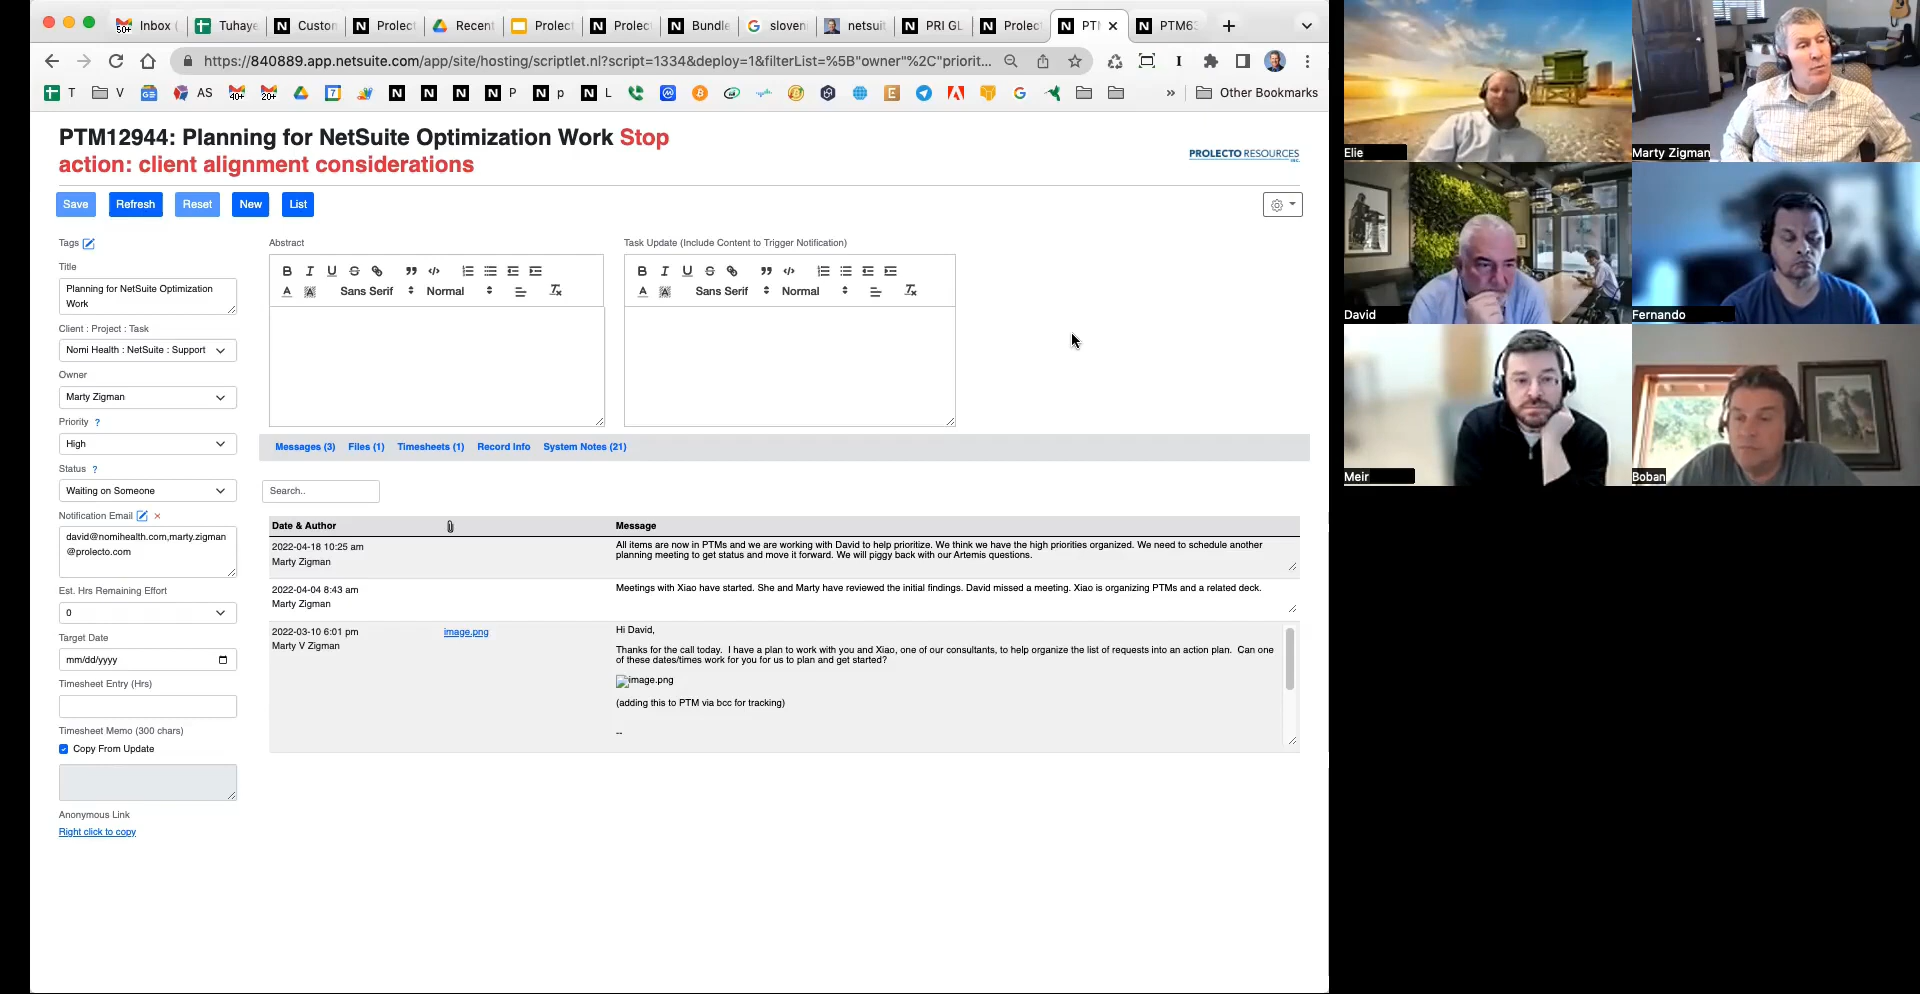 Inbox (
Tuhaye
Custon
Prolect
Recent
Prolect
Prolec
Bundle
sloven
netsuit
PRI GL
Prolec
PTM
PTM63
https://840889.app.netsuite.com/app/site/hosting/scriptlet.nl?script=1334&deploy=1&filterList=%5B"owner"%2C"priorit...
T
V
AS
P
p
L
»
Other Bookmarks
PTM12944: Planning for NetSuite Optimization Work Stop
action: client alignment considerations
PROLECTO RESOURCES
INC.
Save
Refresh
Reset
New
List
Tags
Title
Planning for NetSuite Optimization
Work
Client : Project : Task
Nomi Health : NetSuite : Support
Owner
Marty Zigman
Priority ?
High
Status ?
Waiting on Someone
Notification Email
david@nomihealth.com,marty.zigman
@prolecto.com
Est. Hrs Remaining Effort
0
Target Date
mm/dd/yyyy
Timesheet Entry (Hrs)
Timesheet Memo (300 chars)
Copy From Update
Anonymous Link
Right click to copy
Abstract
Sans Serif
Normal
Task Update (Include Content to Trigger Notification)
Sans Serif
Normal
Messages (3)
Files (1)
Timesheets (1)
Record Info
System Notes (21)
Search..
Date & Author
Message
2022-04-18 10:25 am
Marty Zigman
All items are now in PTMs and we are working with David to help prioritize. We think we have the high priorities organized. We need to schedule another
planning meeting to get status and move it forward. We will piggy back with our Artemis questions.
2022-04-04 8:43 am
Marty Zigman
Meetings with Xiao have started. She and Marty have reviewed the initial findings. David missed a meeting. Xiao is organizing PTMs and a related deck.
2022-03-10 6:01 pm
Marty V Zigman
image.png
Hi David,
Thanks for the call today. I have a plan to work with you and Xiao, one of our consultants, to help organize the list of requests into an action plan. Can one
of these dates/times work for you for us to plan and get started?
image.png
(adding this to PTM via bcc for tracking)
--
Elie
Marty Zigman
David
Fernando
Meir
Boban